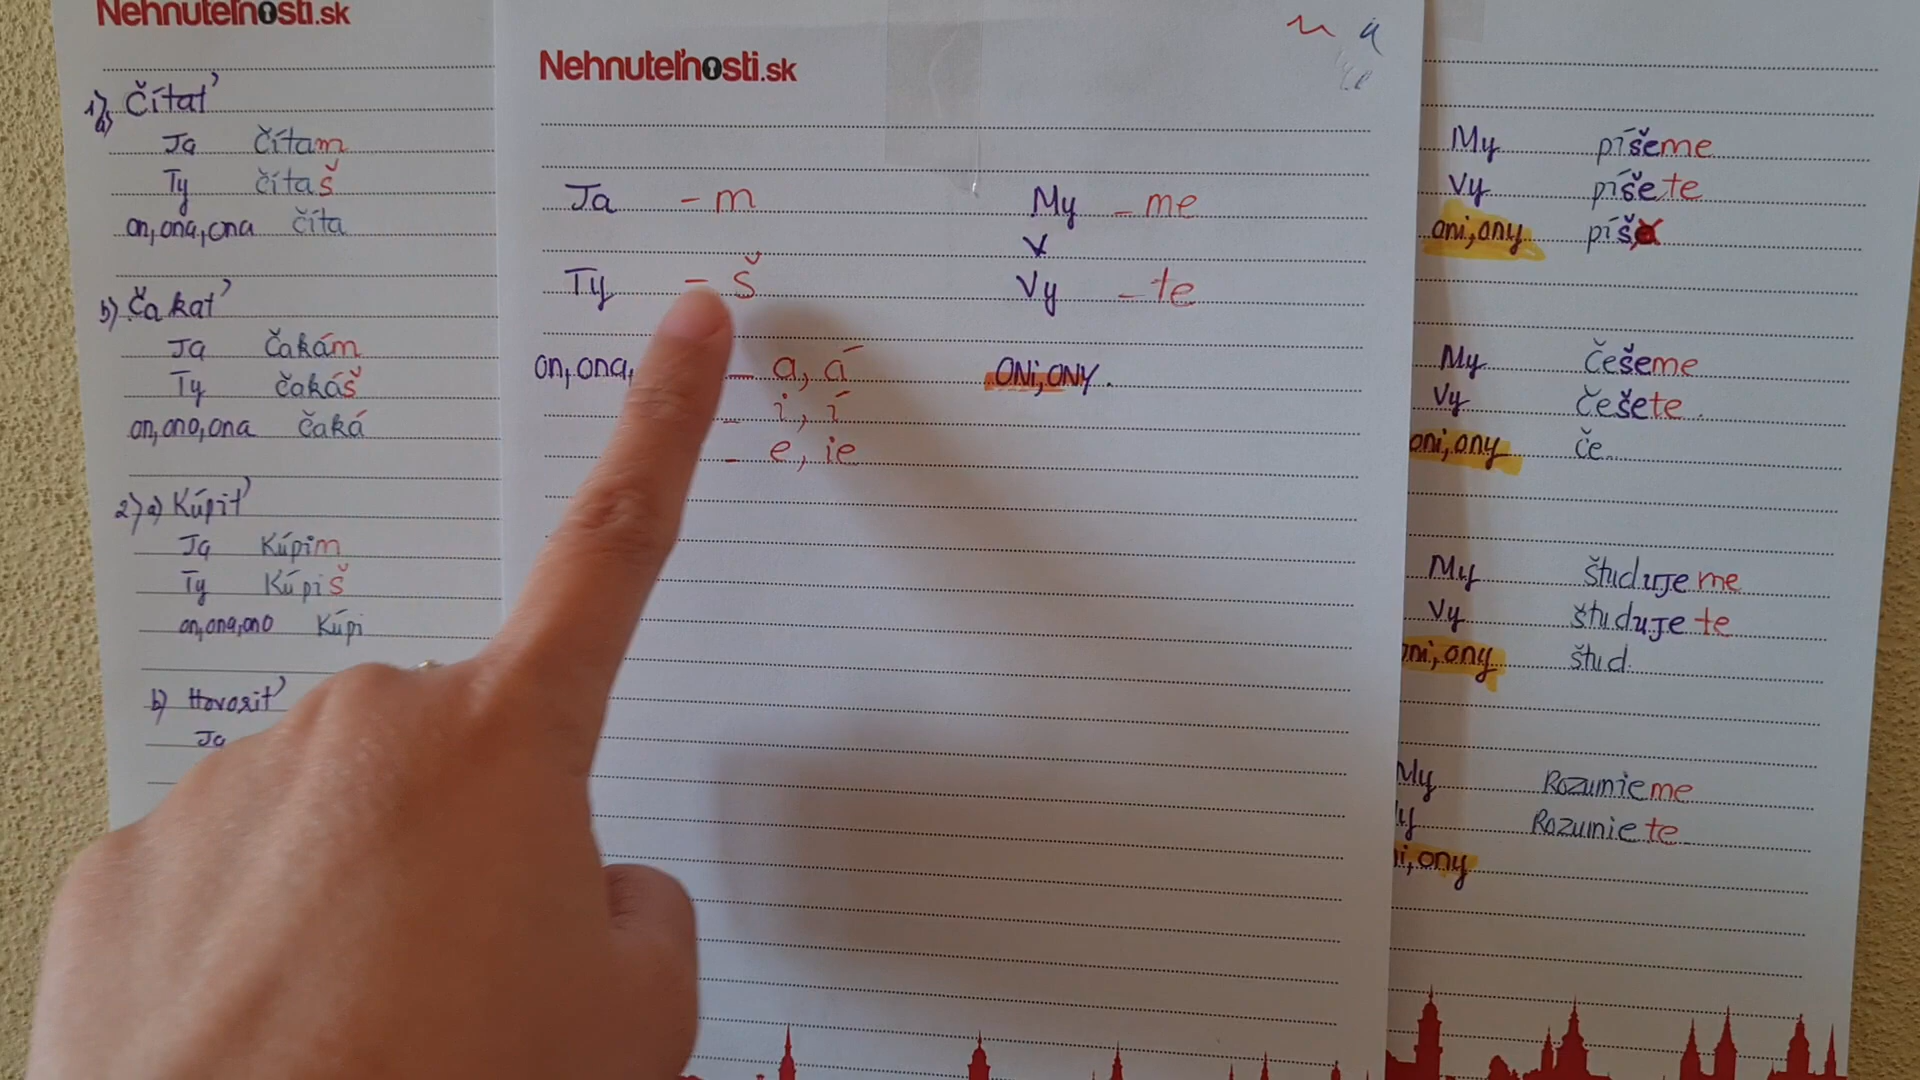 Nehnuteľnosti.sk
1) a) Čítať
Ja čítam
Ty čítaš
on, ona, ona číta
b) Čakať
Ja čakám
Ty čakáš
on, ono, ona čaká
2) a) Kúpiť
Ja Kúpim
Ty Kúpiš
on, ona, ono Kúpi
b) Hovoriť
Ja
Nehnuteľnosti.sk
Ja - m My - me
Ty - š Vy - te
on, ona, - a, á ONi, ONY.
- i, í
- e, ie
My píšeme
Vy píšete
oni, ony píš
My Češeme
Vy Češete
oni, ony če..
My študujeme
Vy študujete
oni, ony štud.
My Rozumieme
Rozumiete
ony